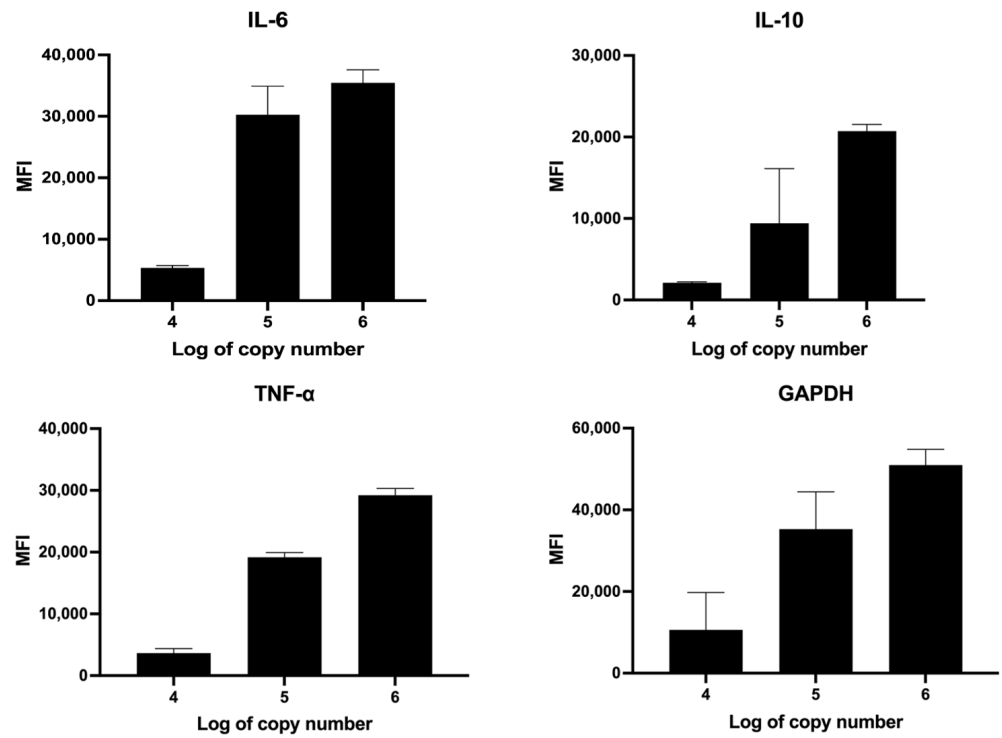 IL-6
40,000
30,000
20,000
10,000
0
MFI
4 5 6
Log of copy number
IL-10
30,000
20,000
10,000
0
MFI
4 5 6
Log of copy number
TNF-α
40,000
30,000
20,000
10,000
0
MFI
4 5 6
Log of copy number
GAPDH
60,000
40,000
20,000
0
MFI
4 5 6
Log of copy number